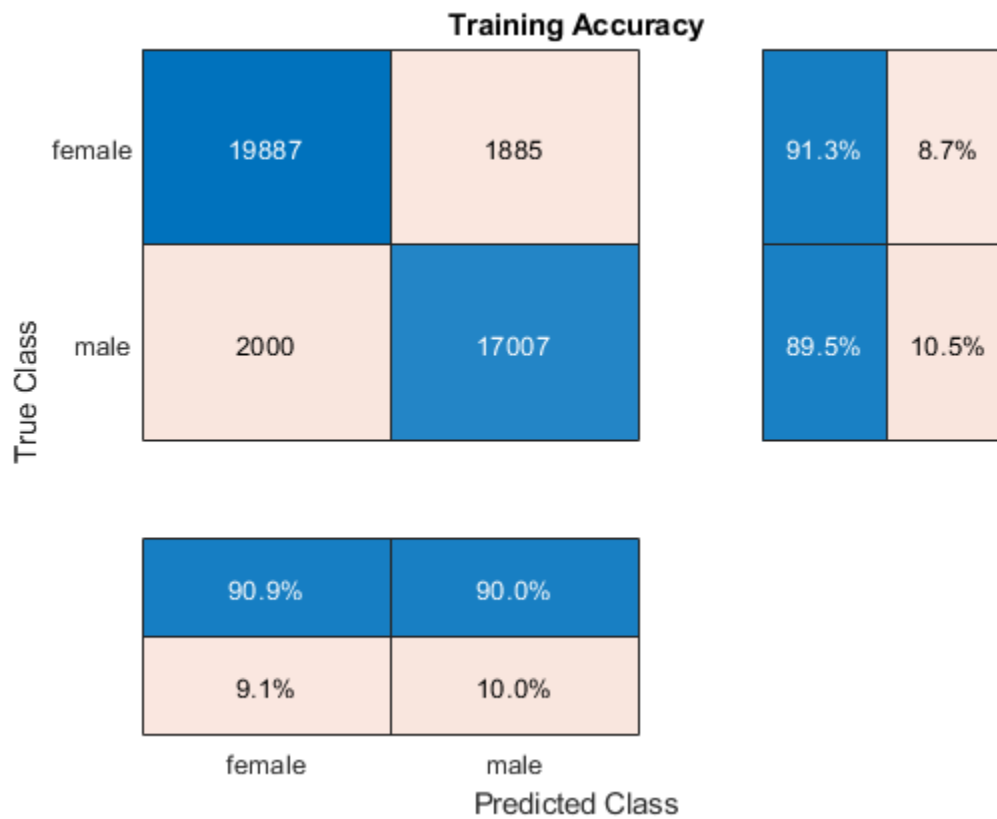 Training Accuracy
female 19887 1885 91.3% 8.7%
male 2000 17007 89.5% 10.5%
True Class
90.9% 90.0%
9.1% 10.0%
female male
Predicted Class